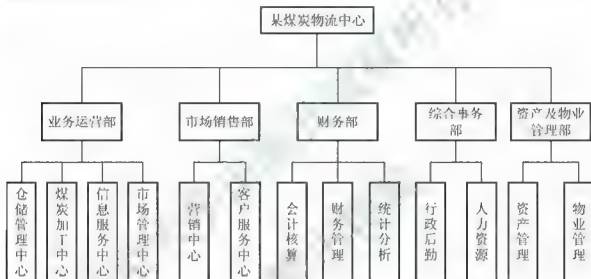 某煤炭物流中心
业务运营部
市场销售部
财务部
综合事务
部
资产及物业
管理部
仓储管理中心
煤炭加工中心
信息服务中心
市场管理中心
营销中心
客户服务中心
会计核算
财务管理
统计分析
行政后勤
人力资源
资产管理
物业管理